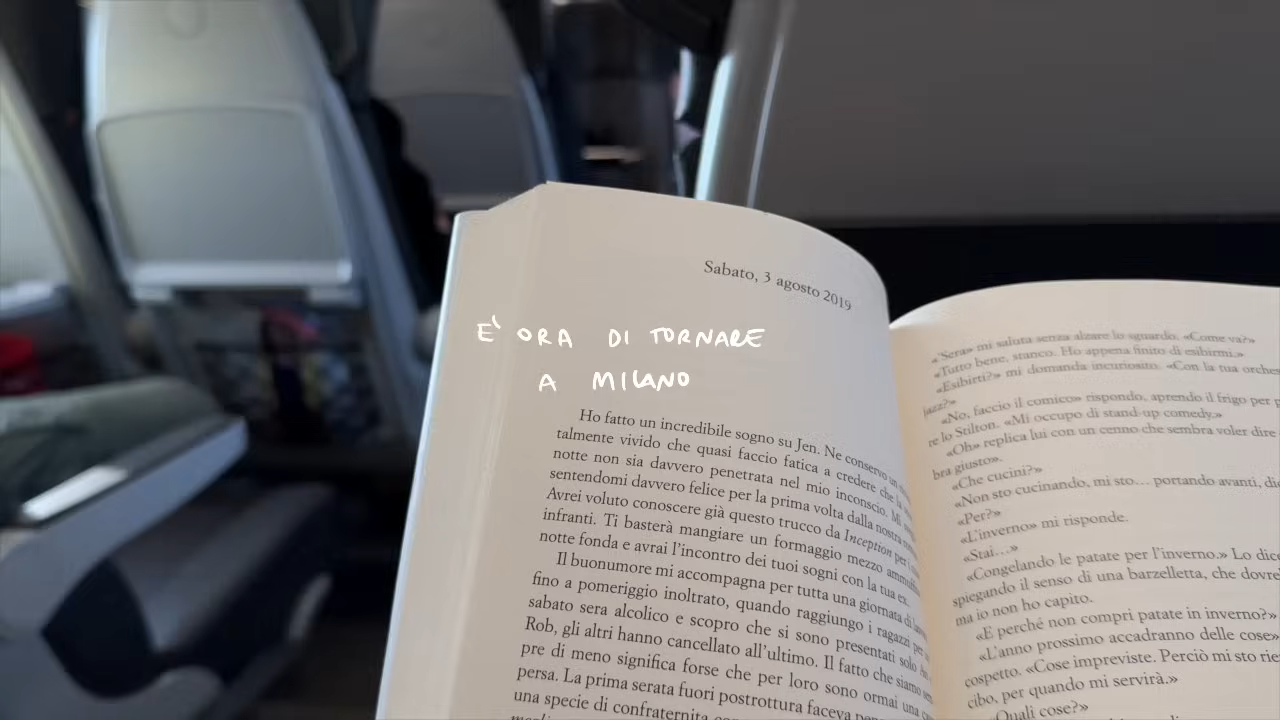 Sabato, 3 agosto 2019
E' ORA DI TORNARE
A MILANO
Ho fatto un incredibile sogno su Jen. Ne conservo un
talmente vivido che quasi faccio fatica a credere che
notte non sia davvero penetrata nel mio inconscio. Mi
sentendomi davvero felice per la prima volta dalla nostra
Avrei voluto conoscere già questo trucco da Inception per i
infranti. Ti basterà mangiare un formaggio mezzo
notte fonda e avrai l'incontro dei tuoi sogni con la tua ex.
Il buonumore mi accompagna per tutta una giornata di
fino a pomeriggio inoltrato, quando raggiungo i ragazzi per
sabato sera alcolico e scopro che si sono presentati solo
Rob, gli altri hanno cancellato all'ultimo. Il fatto che siamo
pre di meno significa forse che per loro sono ormai una
persa. La prima serata fuori postrottura faceva
una specie di confraternita
«Sera» mi saluta senza alzare lo sguardo. «Come va?»
«Tutto bene, stanco. Ho appena finito di esibirmi.»
«Esibirti?» mi domanda incuriosito. «Con la tua
jazz?»
«No, faccio il comico» rispondo, aprendo il frigo per
re lo Stilton. «Mi occupo di stand-up comedy.»
«Oh» replica lui con un cenno che sembra voler dire
bra giusto».
«Che cucini?»
«Non sto cucinando, mi sto… portando avanti,
«Per?»
«L'inverno» mi risponde.
«Stai…»
«Congelando le patate per l'inverno.» Lo dice
spiegando il senso di una barzelletta, che
ma io non ho capito.
«E perché non compri patate in inverno?»
«L'anno prossimo accadranno delle cose»
cospetto. «Cose impreviste. Perciò mi sto
cibo, per quando mi servirà.»
«Quali cose?»